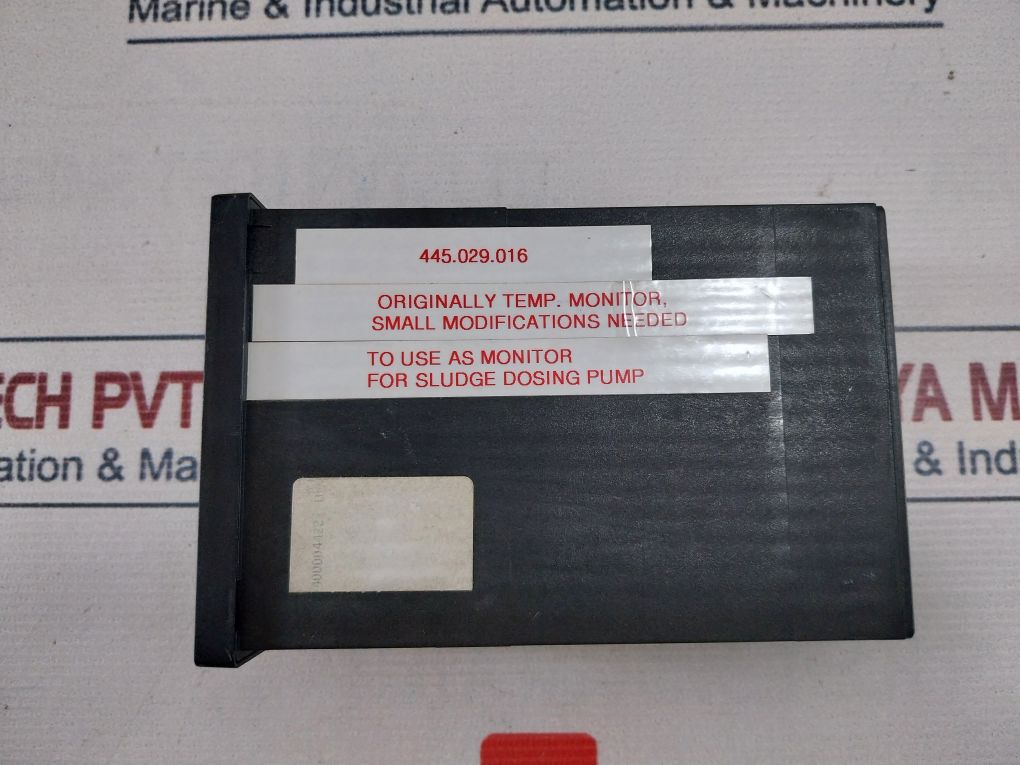 Marine & Industrial Automation & Machinery
445.029.016
ORIGINALLY TEMP. MONITOR,
SMALL MODIFICATIONS NEEDED
TO USE AS MONITOR
FOR SLUDGE DOSING PUMP
ECH PVT
YA M
ation & Ma
& Ind